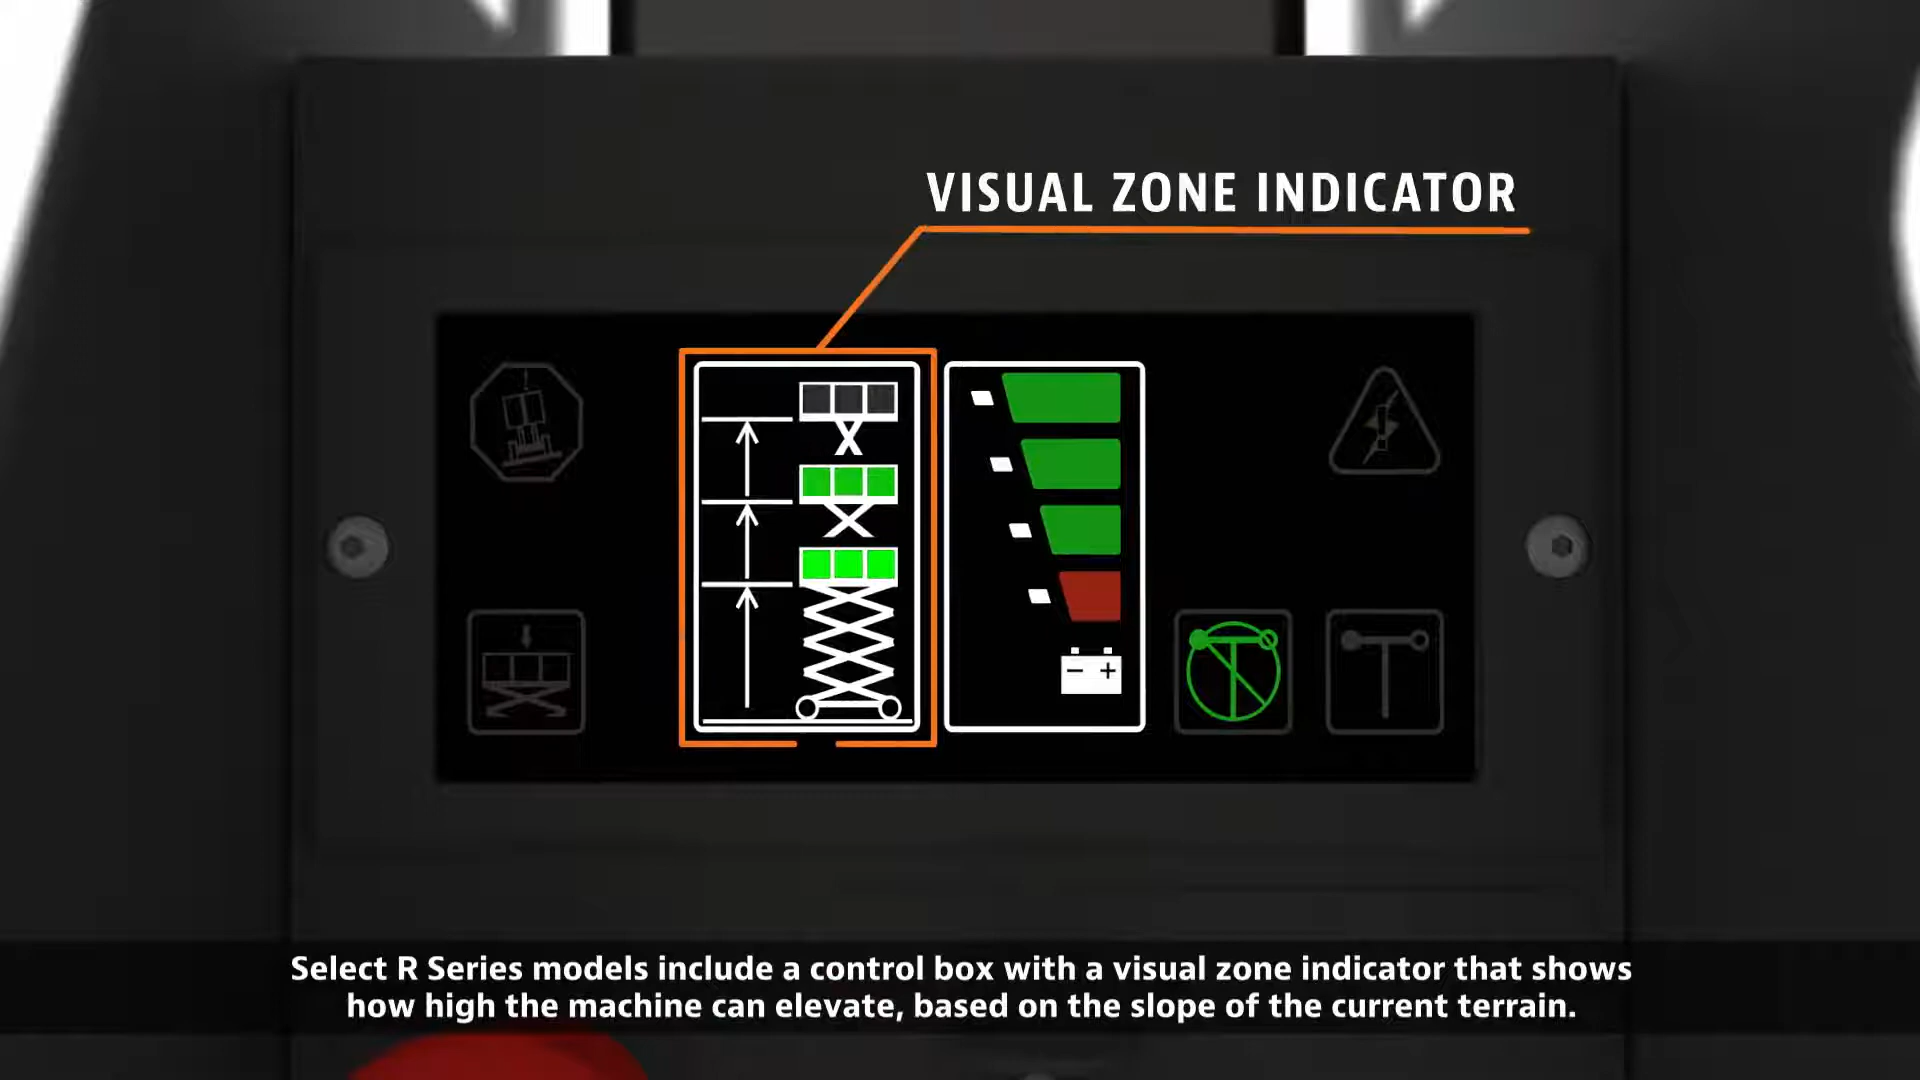 VISUAL ZONE INDICATOR
Select R Series models include a control box with a visual zone indicator that shows
how high the machine can elevate, based on the slope of the current terrain.